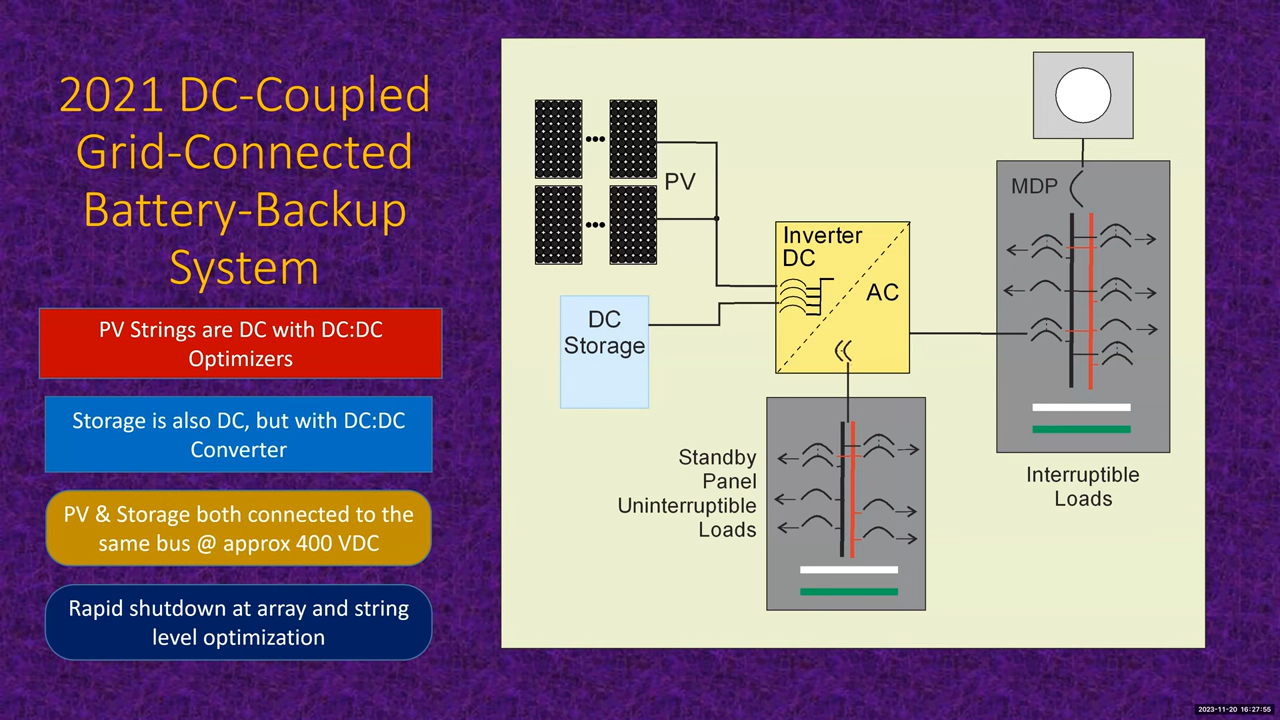 2021 DC-Coupled
Grid-Connected
Battery-Backup
System
PV Strings are DC with DC:DC
Optimizers
Storage is also DC, but with DC:DC
Converter
PV & Storage both connected to the
same bus @ approx 400 VDC
Rapid shutdown at array and string
level optimization
PV
DC
Storage
Inverter
DC
AC
MDP
Interruptible
Loads
Standby
Panel
Uninterruptible
Loads
2023-11-20 16:27:55